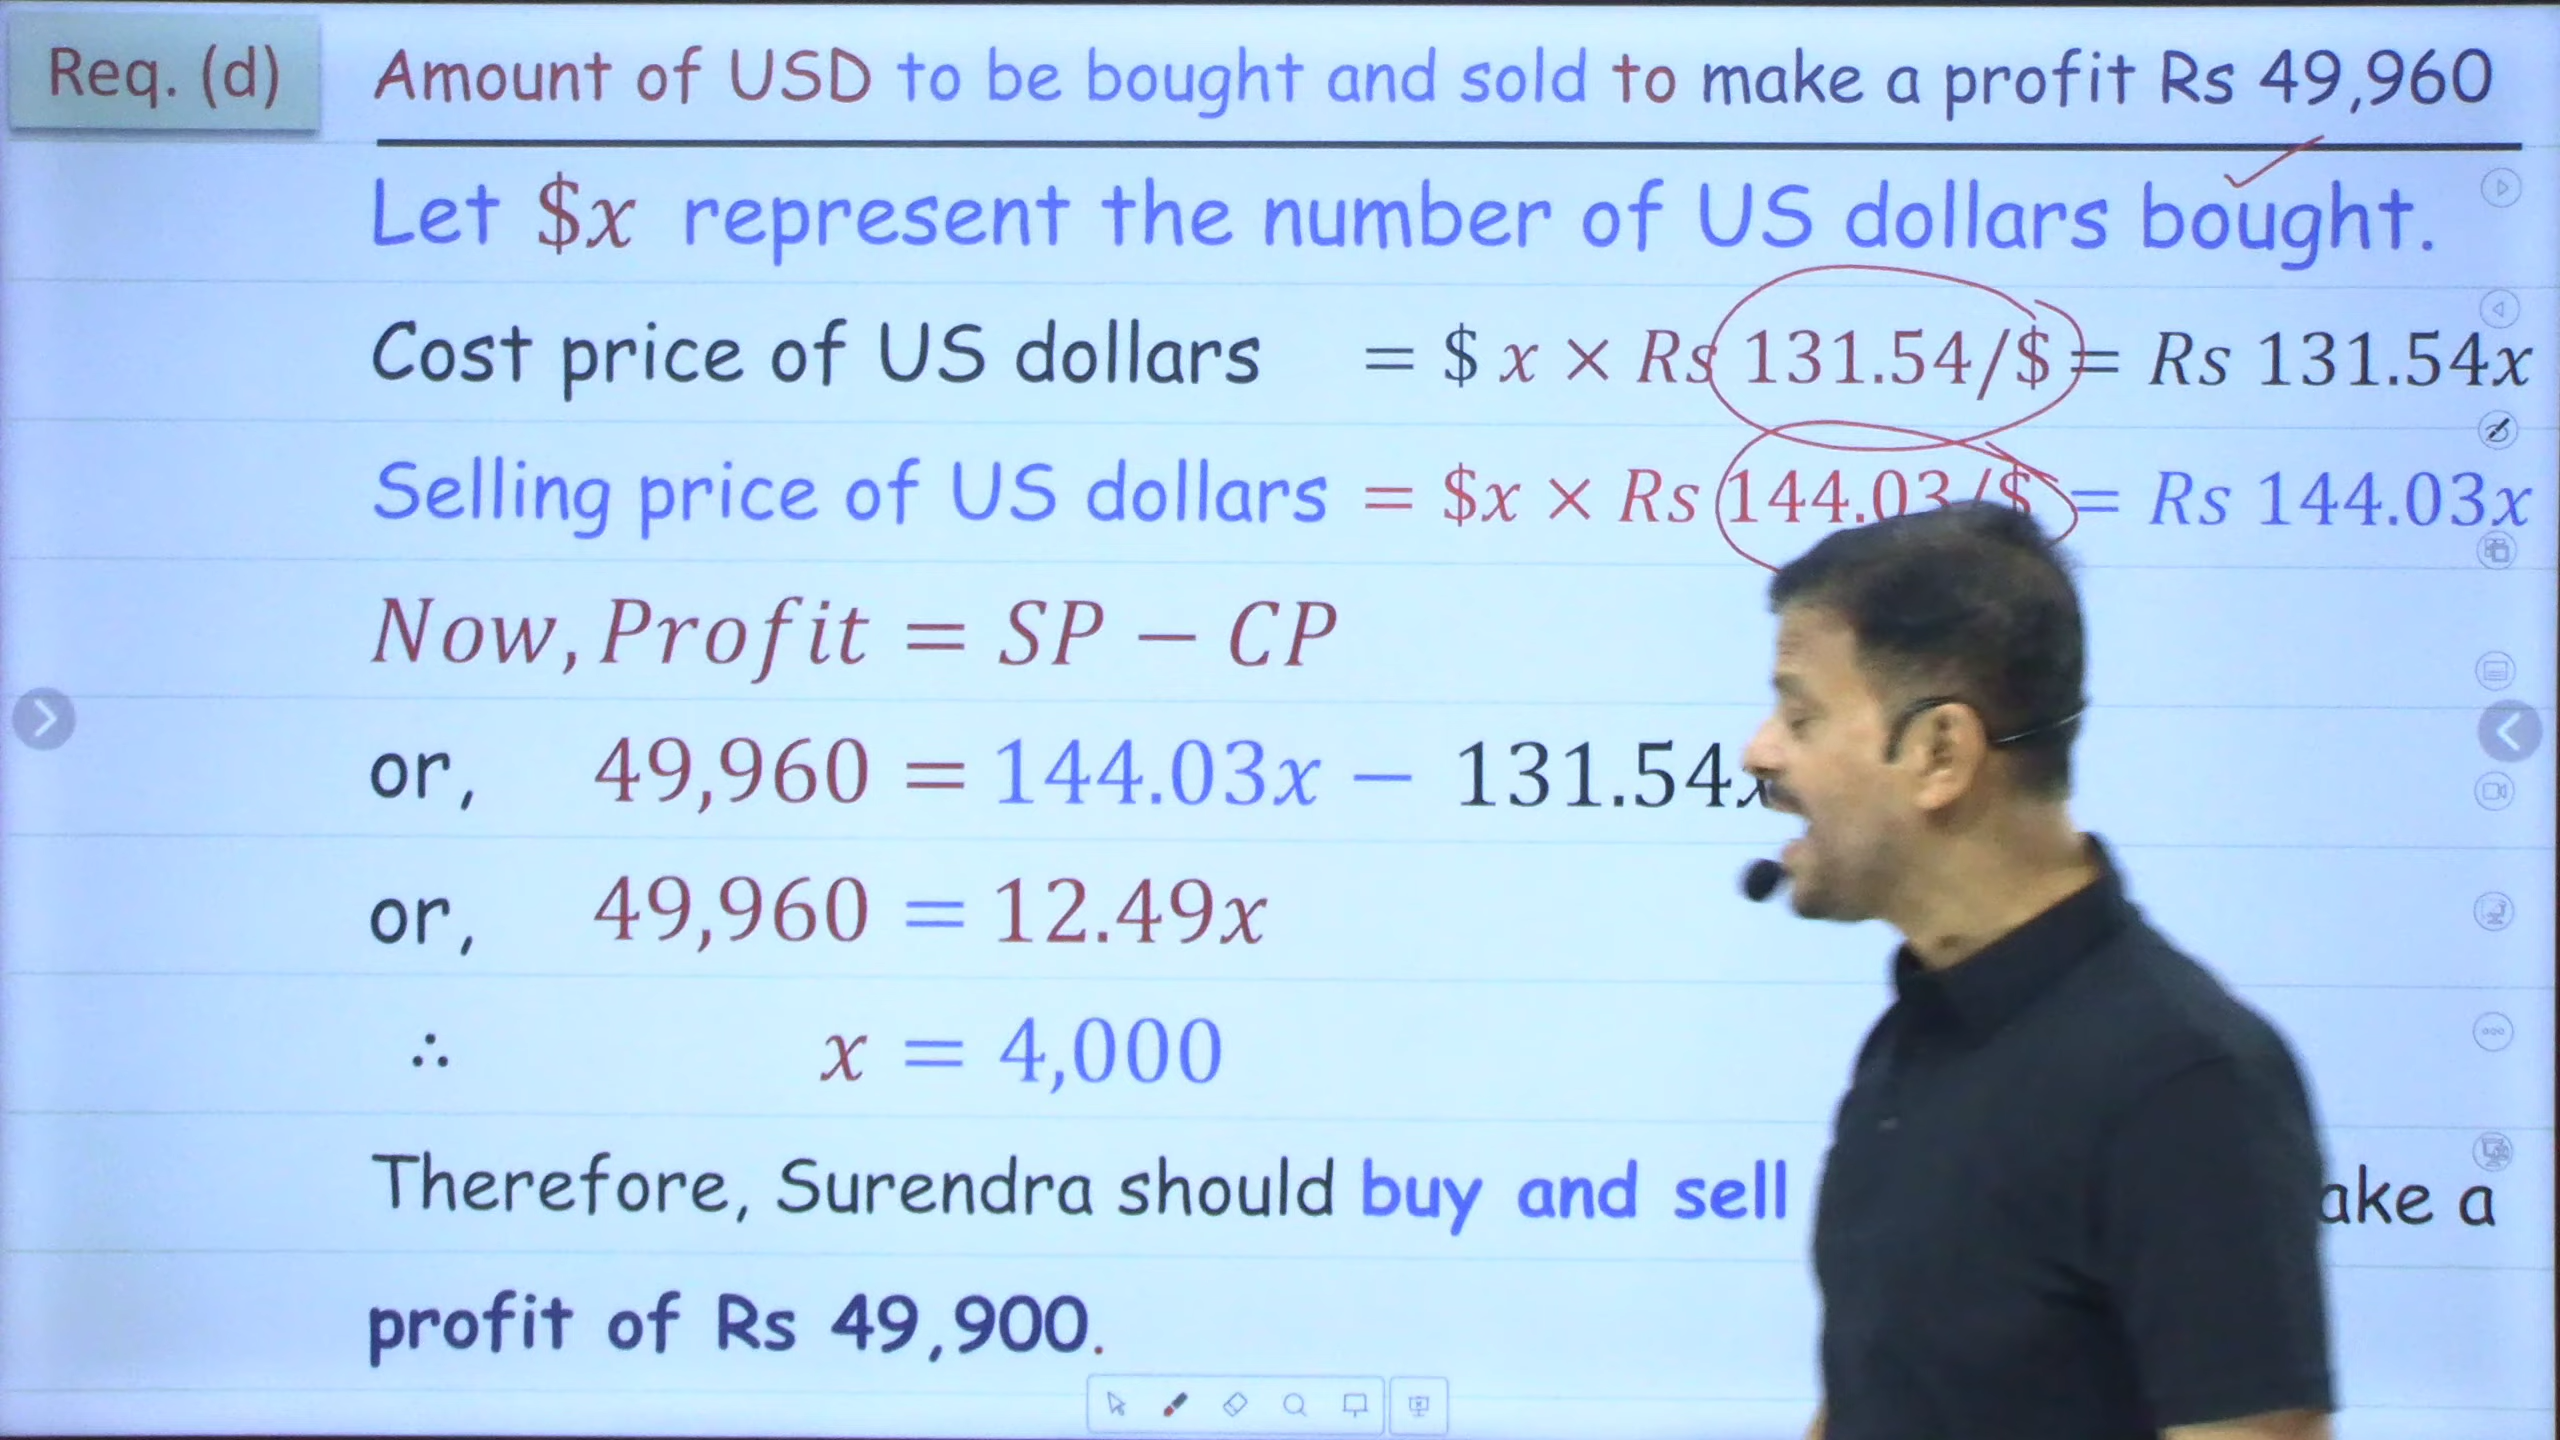 Req. (d) Amount of USD to be bought and sold to make a profit Rs 49,960
Let $x represent the number of US dollars bought.
Cost price of US dollars = $ x × Rs 131.54/$ = Rs 131.54x
Selling price of US dollars = $x × Rs 144.03/$ = Rs 144.03x
Now, Profit = SP − CP
or, 49,960 = 144.03x − 131.54x
or, 49,960 = 12.49x
∴ x = 4,000
Therefore, Surendra should buy and sell ake a
profit of Rs 49,900.